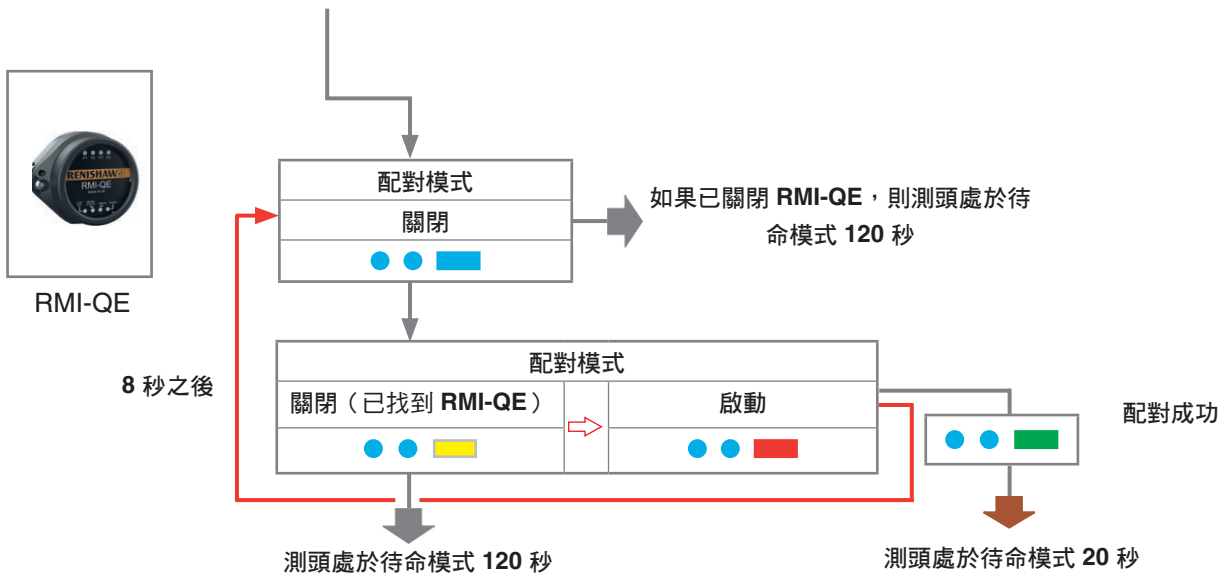 RENISHAW
RMI-QE
RMI-QE
配對模式
關閉
如果已關閉 RMI-QE，則測頭處於待
命模式 120 秒
8 秒之後
配對模式
關閉（已找到 RMI-QE）
啟動
配對成功
測頭處於待命模式 120 秒
測頭處於待命模式 20 秒